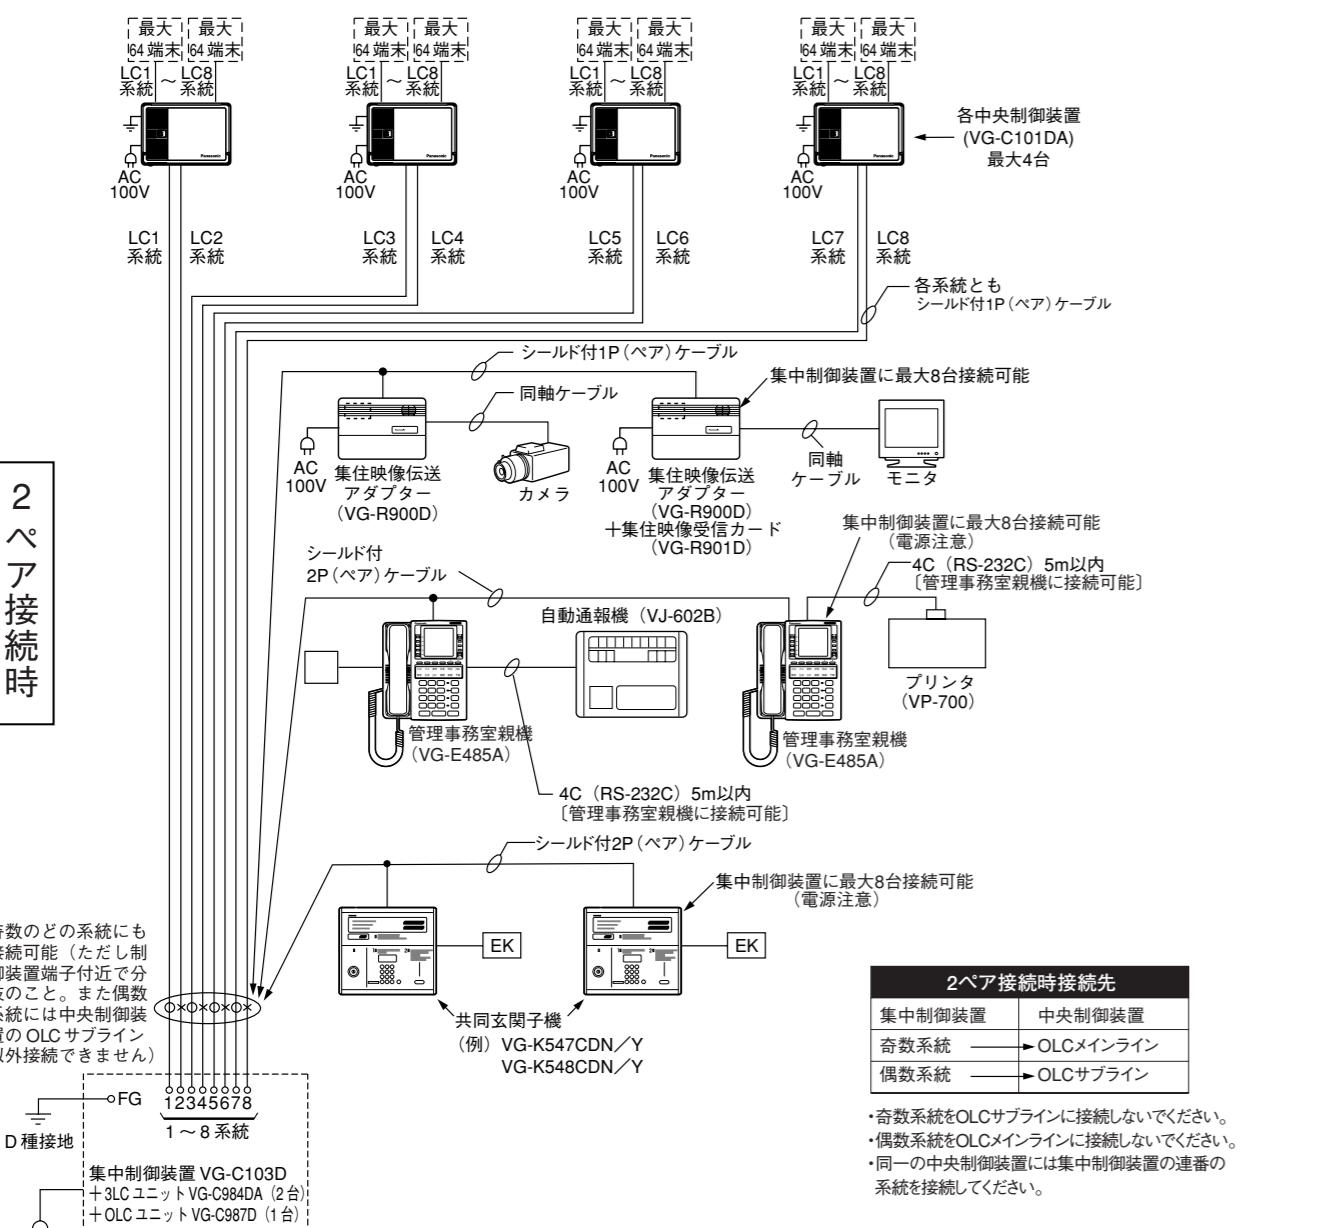 最大 最大 最大 最大 最大 最大 最大 最大
64 端末 64 端末 64 端末 64 端末 64 端末 64 端末 64 端末 64 端末
LC1 ～ LC8 LC1 ～ LC8 LC1 ～ LC8 LC1 ～ LC8
系統 系統 系統 系統 系統 系統 系統 系統
Panasonic Panasonic Panasonic Panasonic
各中央制御装置
(VG-C101DA)
最大4台
AC AC AC AC
100V 100V 100V 100V
LC1 LC2 LC3 LC4 LC5 LC6 LC7 LC8
系統 系統 系統 系統 系統 系統 系統 系統
各系統とも
シールド付1P（ペア）ケーブル
シールド付1P（ペア）ケーブル
集中制御装置に最大8台接続可能
同軸ケーブル
AC
100V
集住映像伝送
アダプター
（VG-R900D）
カメラ
AC
100V
集住映像伝送
アダプター
（VG-R900D）
＋集住映像受信カード
（VG-R901D）
同軸
ケーブル
モニタ
2ペア接続時
シールド付
2P（ペア）ケーブル
集中制御装置に最大8台接続可能
（電源注意）
4C（RS-232C）5m以内
〔管理事務室親機に接続可能〕
自動通報機（VJ-602B）
プリンタ
（VP-700）
管理事務室親機
（VG-E485A）
管理事務室親機
（VG-E485A）
4C（RS-232C）5m以内
〔管理事務室親機に接続可能〕
シールド付2P（ペア）ケーブル
集中制御装置に最大8台接続可能
（電源注意）
EK EK
共同玄関子機
（例）VG-K547CDN／Y
VG-K548CDN／Y
奇数のどの系統にも
接続可能（ただし制
御装置端子付近で分
岐のこと。また偶数
系統には中央制御装
置の OLC サブライン
以外接続できません）
FG
12345678
1～8 系統
D 種接地
集中制御装置 VG-C103D
＋3LC ユニット VG-C984DA（2 台）
＋OLC ユニット VG-C987D（1 台）
2ペア接続時接続先
集中制御装置 中央制御装置
奇数系統 → OLCメインライン
偶数系統 → OLCサブライン
・奇数系統をOLCサブラインに接続しないでください。
・偶数系統をOLCメインラインに接続しないでください。
・同一の中央制御装置には集中制御装置の連番の
系統を接続してください。